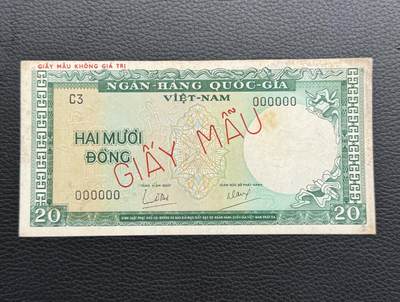 GIẤY MẪU KHÔNG GIÁ TRỊ
NGÂN-HÀNG QUỐC-GIA
VIỆT-NAM
C3
000000
HAI MƯƠI
ĐỒNG
GIẤY MẪU
000000
20
20